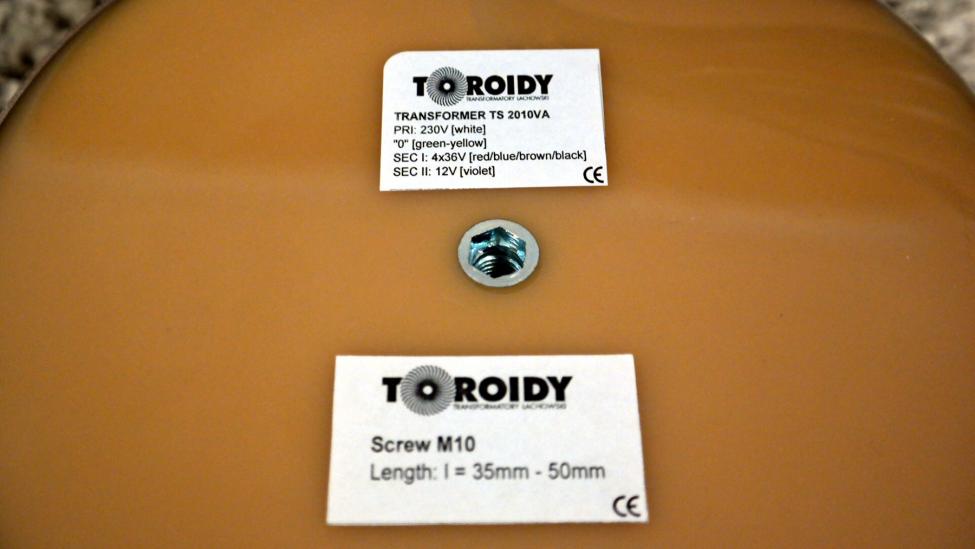 TOROIDY
TRANSFORMATORY LACHOWSKI
TRANSFORMER TS 2010VA
PRI: 230V [white]
"0" [green-yellow]
SEC I: 4x36V [red/blue/brown/black]
SEC II: 12V [violet]
CE
TOROIDY
TRANSFORMATORY LACHOWSKI
Screw M10
Length: l = 35mm - 50mm
CE